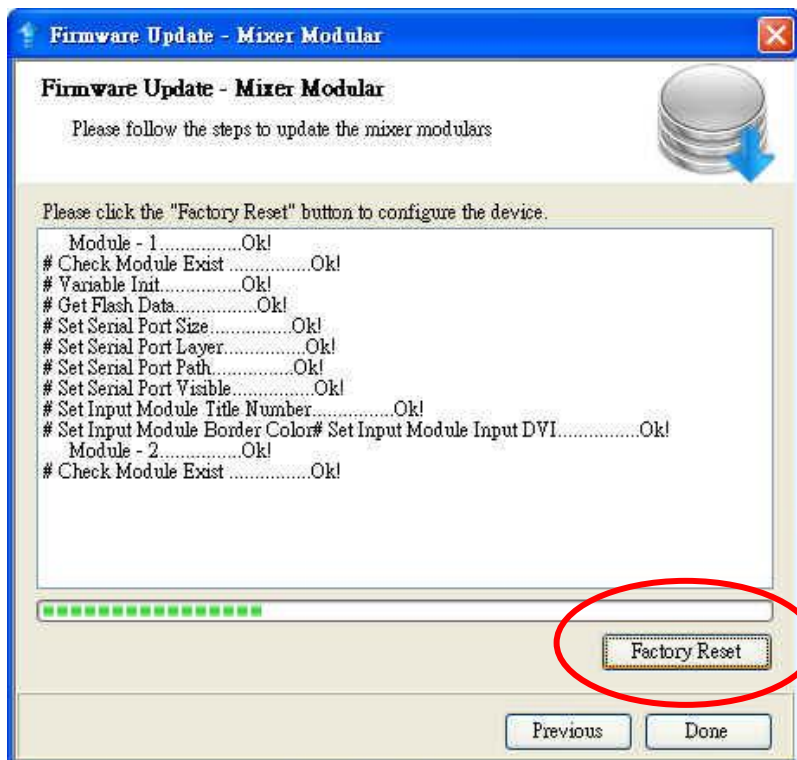 Firmware Update - Mixer Modular
Firmware Update - Mixer Modular
Please follow the steps to update the mixer modulars
Please click the "Factory Reset" button to configure the device.
Module - 1................Ok!
# Check Module Exist ................Ok!
# Variable Init................Ok!
# Get Flash Data................Ok!
# Set Serial Port Size................Ok!
# Set Serial Port Layer................Ok!
# Set Serial Port Path................Ok!
# Set Serial Port Visible................Ok!
# Set Input Module Title Number................Ok!
# Set Input Module Border Color# Set Input Module Input DVI................Ok!
Module - 2................Ok!
# Check Module Exist ................Ok!
Factory Reset
Previous
Done